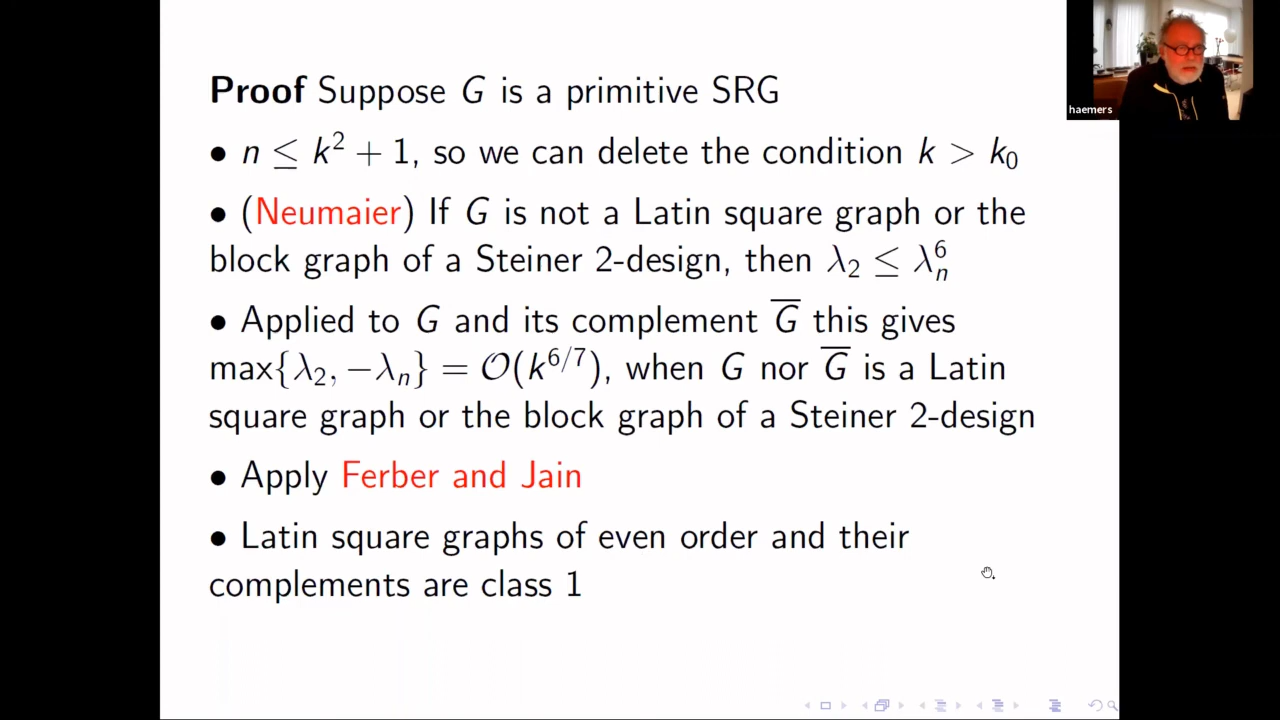 Proof Suppose G is a primitive SRG
• n ≤ k² + 1, so we can delete the condition k > k₀
• (Neumaier) If G is not a Latin square graph or the
block graph of a Steiner 2-design, then λ₂ ≤ λₙ⁶
• Applied to G and its complement G̅ this gives
max{λ₂, −λₙ} = 𝒪(k^{6/7}), when G nor G̅ is a Latin
square graph or the block graph of a Steiner 2-design
• Apply Ferber and Jain
• Latin square graphs of even order and their
complements are class 1
haemers